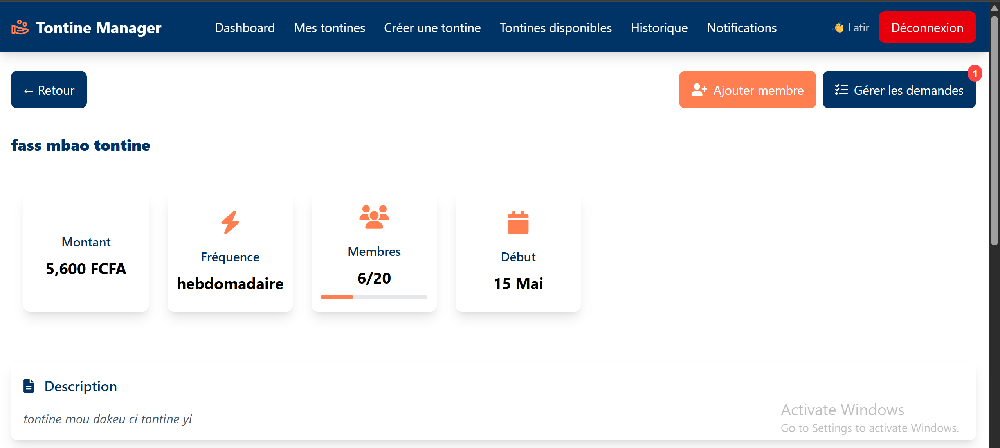 Tontine Manager Dashboard Mes tontines Créer une tontine Tontines disponibles Historique Notifications 👋 Latir Déconnexion
← Retour
Ajouter membre
Gérer les demandes
1
fass mbao tontine
Montant
5,600 FCFA
Fréquence
hebdomadaire
Membres
6/20
Début
15 Mai
Description
tontine mou dakeu ci tontine yi
Activate Windows
Go to Settings to activate Windows.